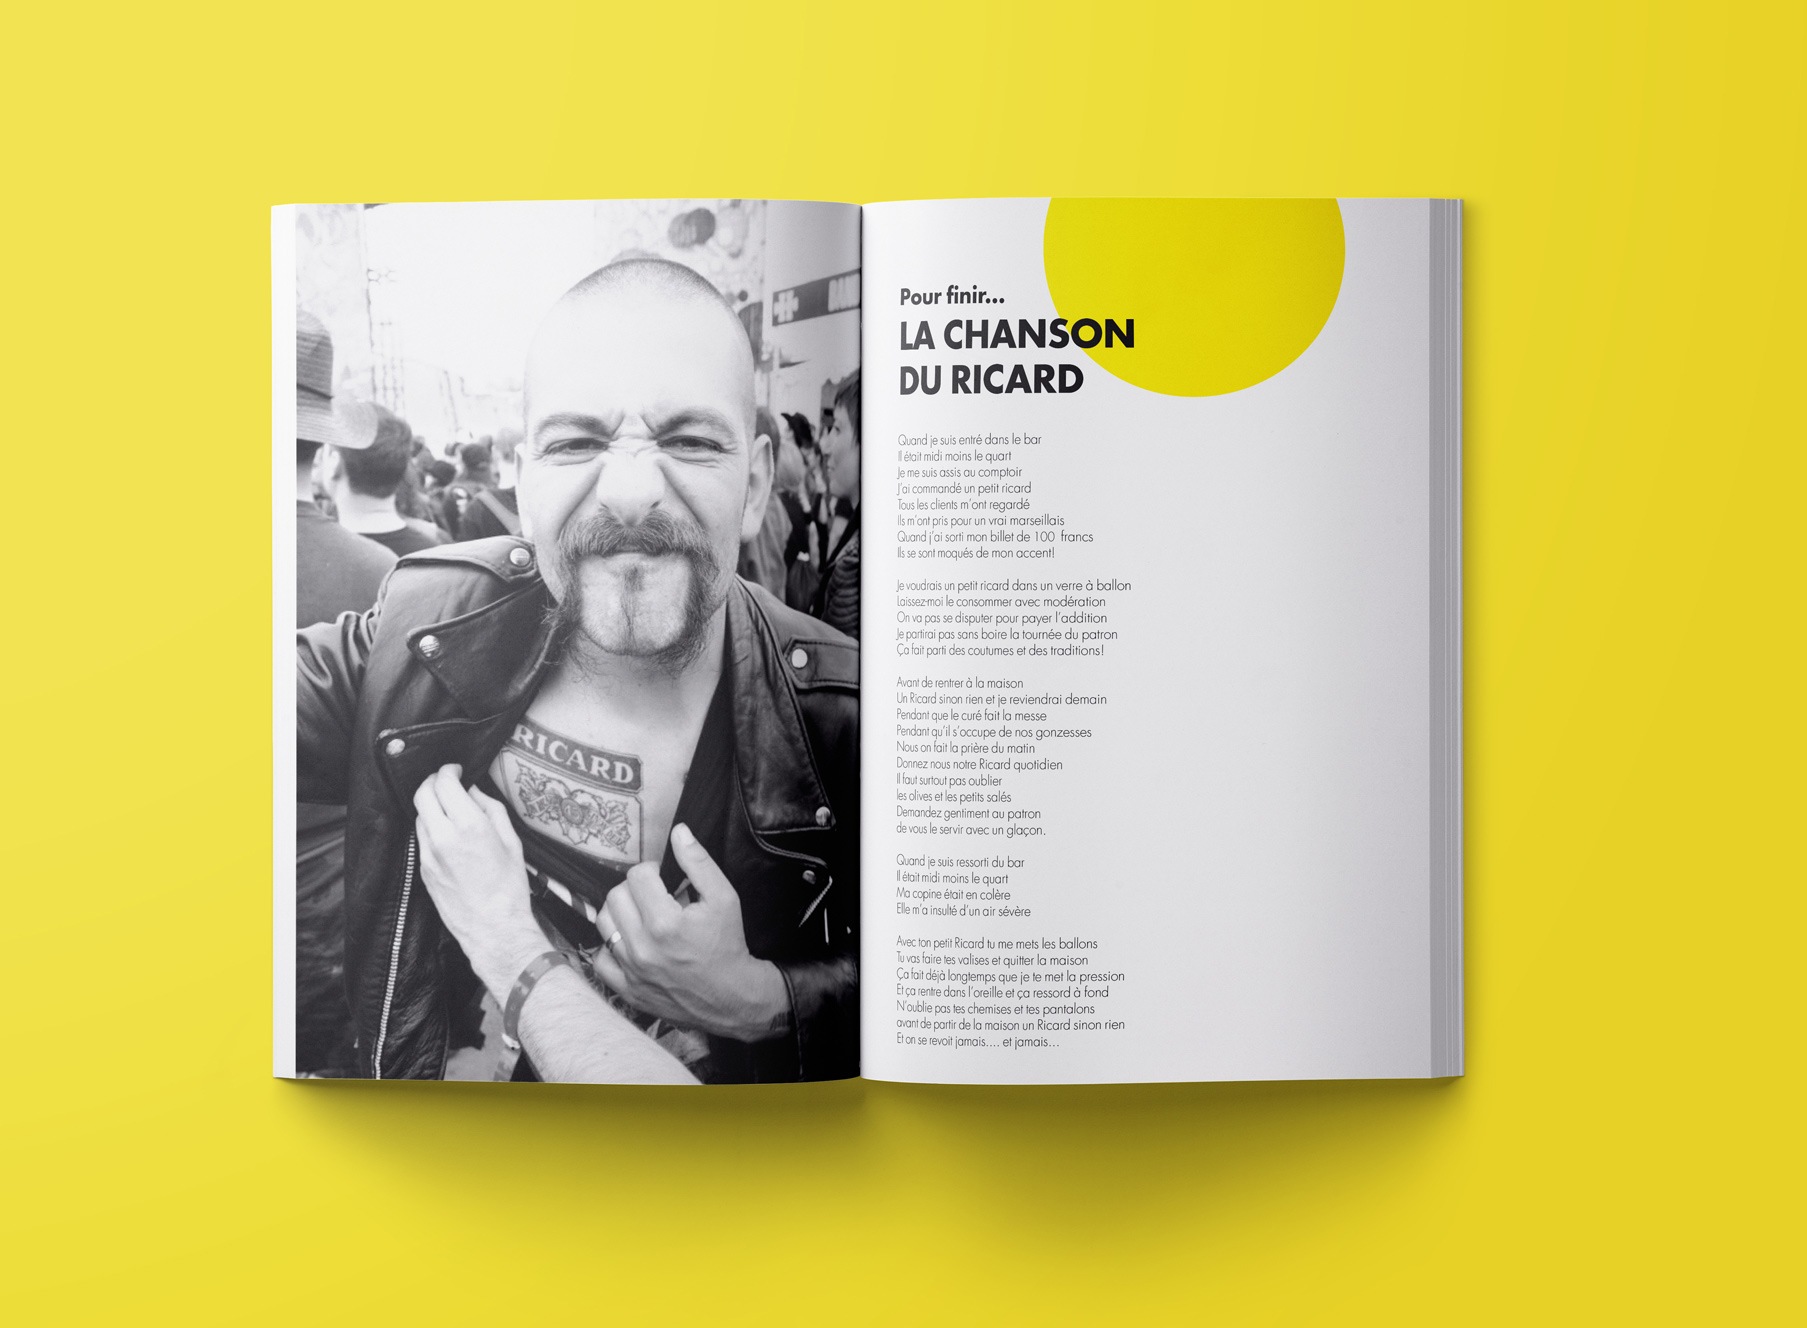 RICARD
Pour finir...
LA CHANSON
DU RICARD
Quand je suis entré dans le bar
Il était midi moins le quart
Je me suis assis au comptoir
J'ai commandé un petit ricard
Tous les clients m'ont regardé
Ils m'ont pris pour un vrai marseillais
Quand j'ai sorti mon billet de 100 francs
Ils se sont moqués de mon accent!
Je voudrais un petit ricard dans un verre à ballon
Laissez-moi le consommer avec modération
On va pas se disputer pour payer l'addition
Je partirai pas sans boire la tournée du patron
Ça fait parti des coutumes et des traditions!
Avant de rentrer à la maison
Un Ricard sinon rien et je reviendrai demain
Pendant que le curé fait la messe
Pendant qu'il s'occupe de nos gonzesses
Nous on fait la prière du matin
Donnez nous notre Ricard quotidien
Il faut surtout pas oublier
les olives et les petits salés
Demandez gentiment au patron
de vous le servir avec un glaçon.
Quand je suis ressorti du bar
Il était midi moins le quart
Ma copine était en colère
Elle m'a insulté d'un air sévère
Avec ton petit Ricard tu me mets les ballons
Tu vas faire tes valises et quitter la maison
Ça fait déjà longtemps que je te met la pression
Et ça rentre dans l'oreille et ça ressord à fond
N'oublie pas tes chemises et tes pantalons
avant de partir de la maison un Ricard sinon rien
Et on se revoit jamais.... et jamais...